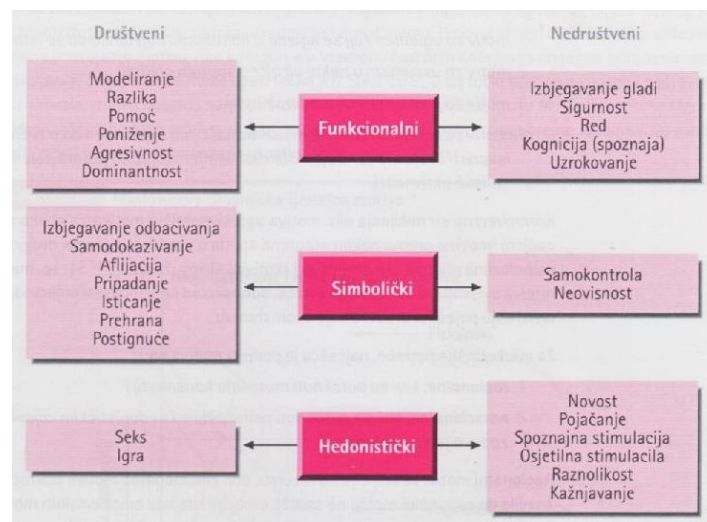 Društveni
Nedruštveni
Modeliranje
Razlika
Pomoć
Poniženje
Agresivnost
Dominantnost
Funkcionalni
Izbjegavanje gladi
Sigurnost
Red
Kognicija (spoznaja)
Uzrokovanje
Izbjegavanje odbacivanja
Samodokazivanje
Aflijacija
Pripadanje
Isticanje
Prehrana
Postignuće
Simbolički
Samokontrola
Neovisnost
Seks
Igra
Hedonistički
Novost
Pojačanje
Spoznajna stimulacija
Osjetilna stimulacila
Raznolikost
Kažnjavanje